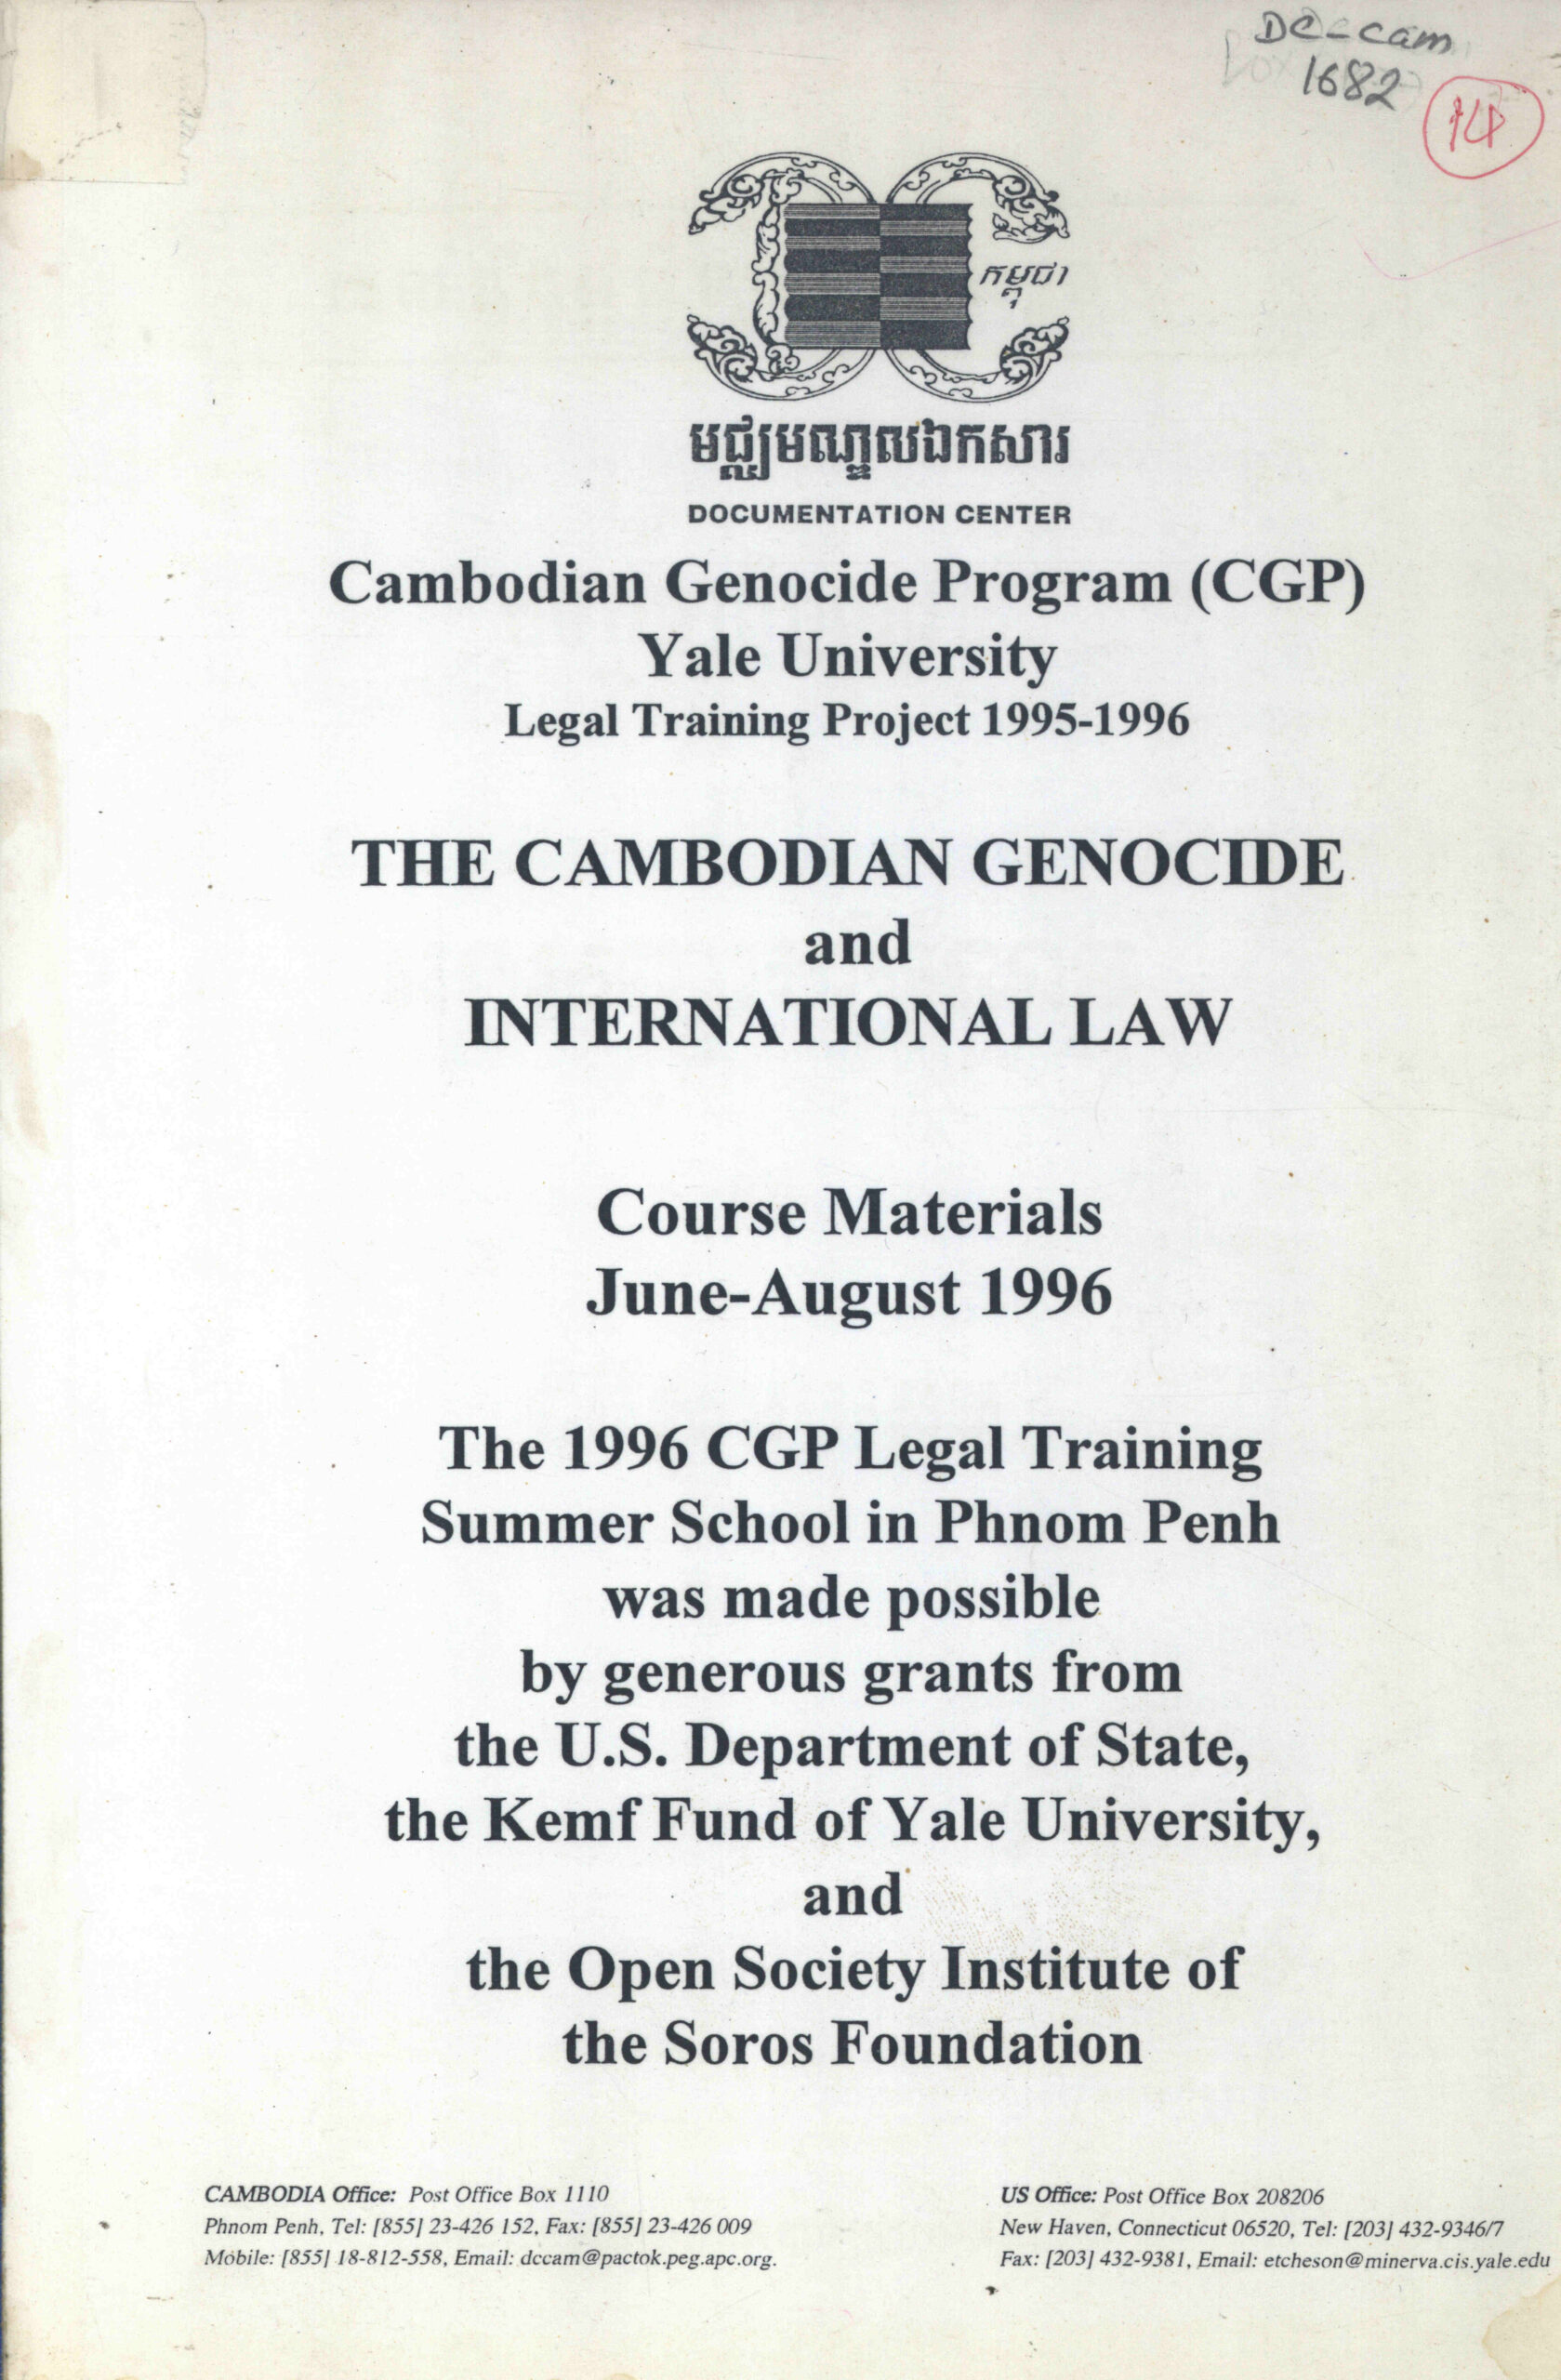 DC-cam
1682
14
កម្ពុជា
មជ្ឈមណ្ឌលឯកសារ
DOCUMENTATION CENTER
Cambodian Genocide Program (CGP)
Yale University
Legal Training Project 1995-1996
THE CAMBODIAN GENOCIDE
and
INTERNATIONAL LAW
Course Materials
June-August 1996
The 1996 CGP Legal Training
Summer School in Phnom Penh
was made possible
by generous grants from
the U.S. Department of State,
the Kemf Fund of Yale University,
and
the Open Society Institute of
the Soros Foundation
CAMBODIA Office: Post Office Box 1110
Phnom Penh, Tel: [855] 23-426 152, Fax: [855] 23-426 009
Mobile: [855] 18-812-558, Email: dccam@pactok.peg.apc.org.
US Office: Post Office Box 208206
New Haven, Connecticut 06520, Tel: [203] 432-9346/7
Fax: [203] 432-9381, Email: etcheson@minerva.cis.yale.edu